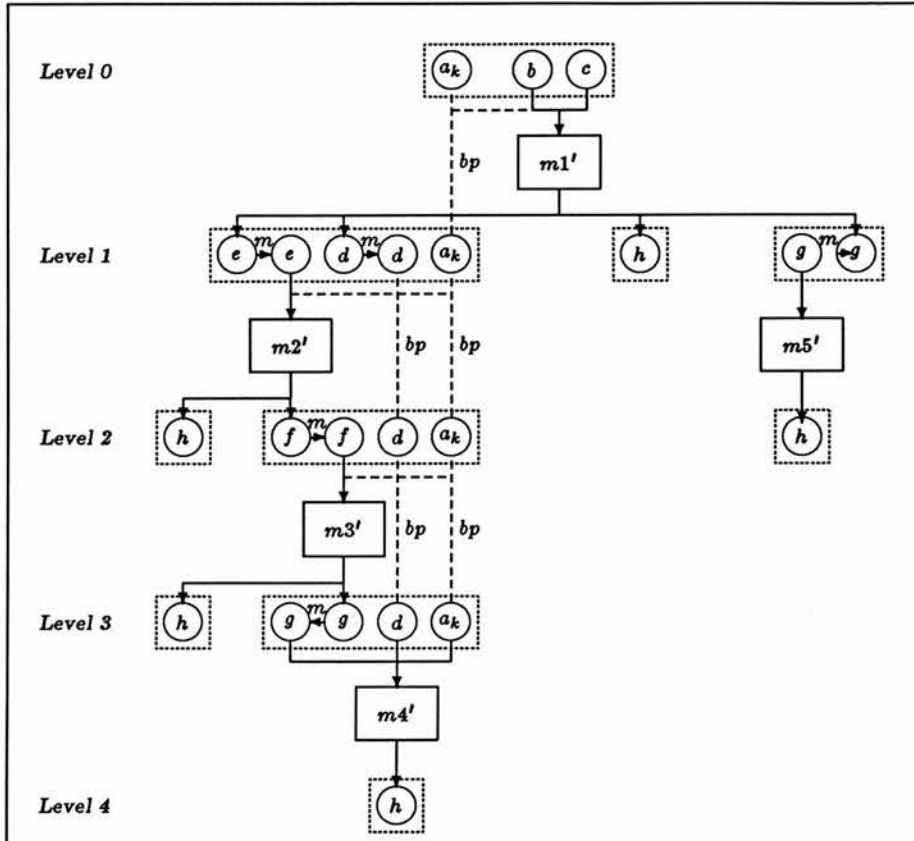 Level 0 a_k b c
bp m1'
Level 1 e m e d m d a_k h g m g
m2' bp bp m5'
Level 2 h f m f d a_k h
m3' bp bp
Level 3 h g m g d a_k
m4'
Level 4 h